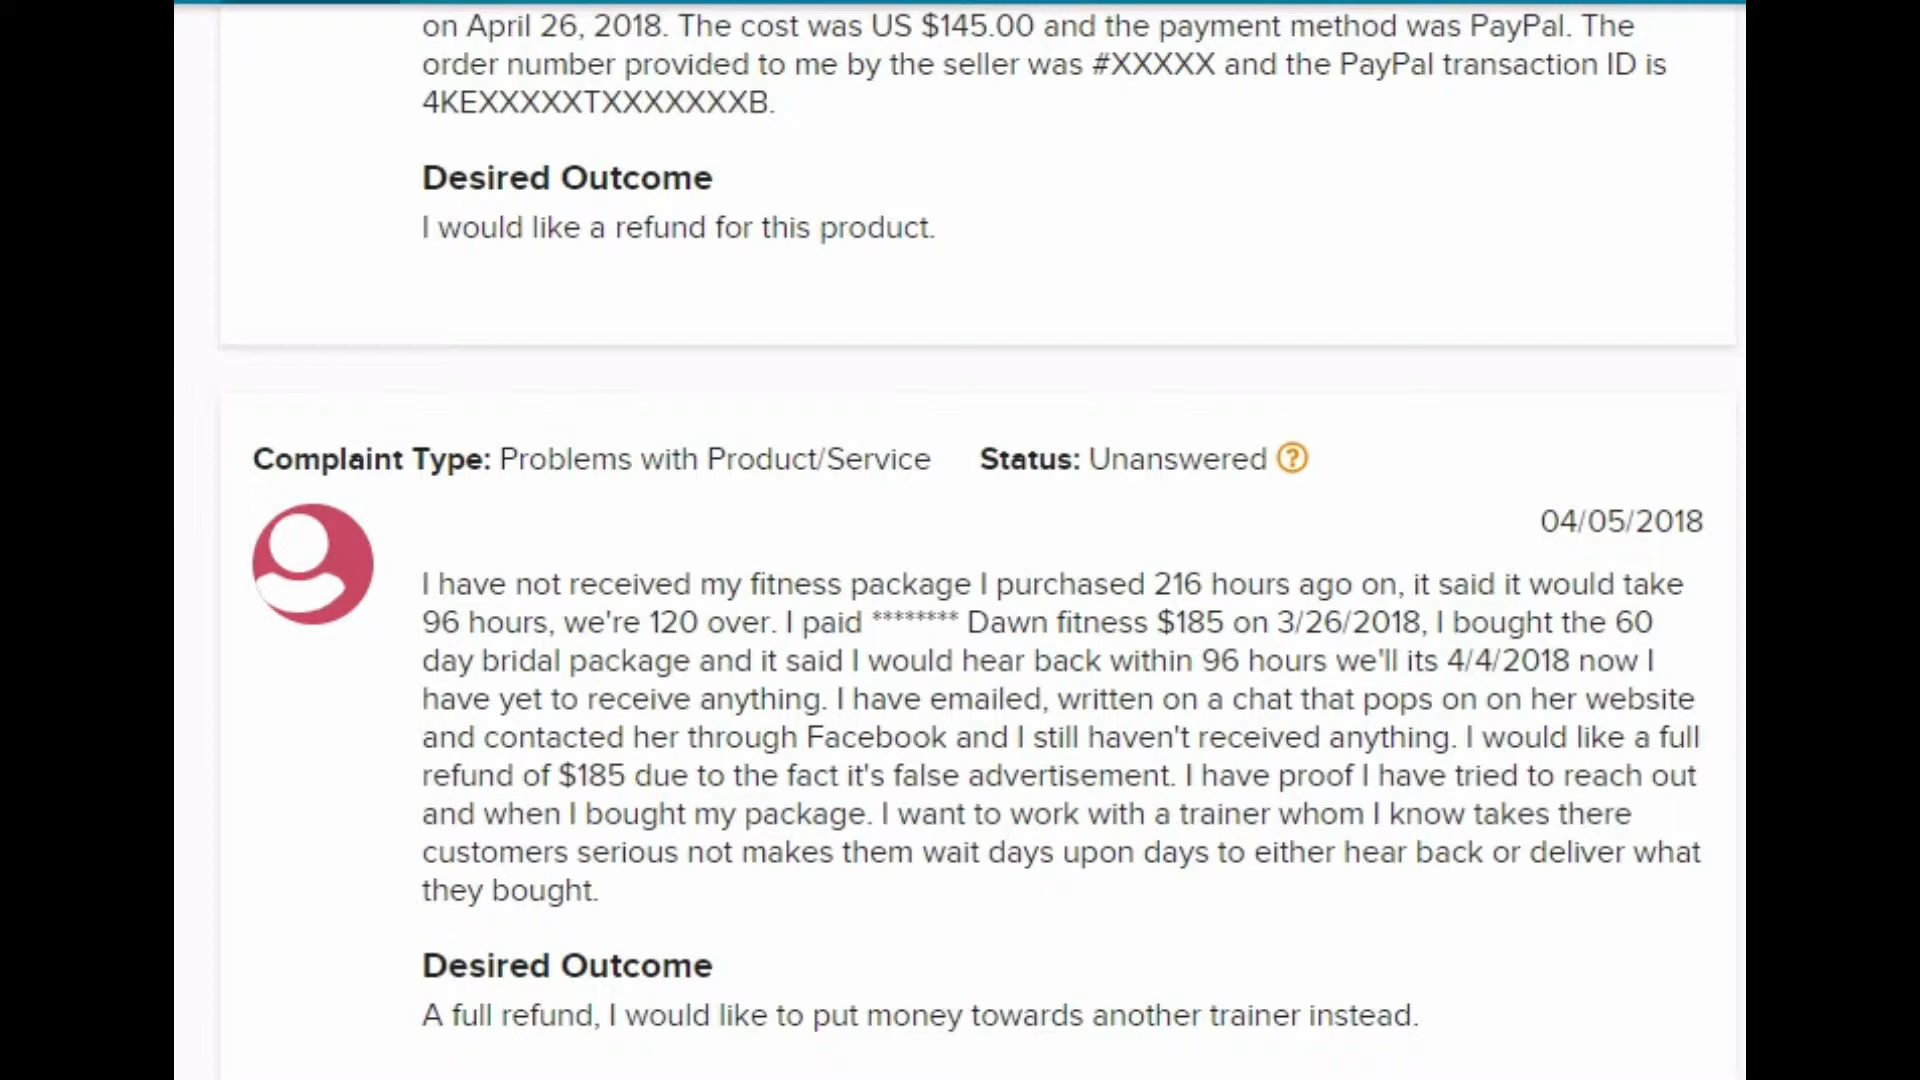 on April 26, 2018. The cost was US $145.00 and the payment method was PayPal. The
order number provided to me by the seller was #XXXXX and the PayPal transaction ID is
4KEXXXXXTXXXXXXXB.
Desired Outcome
I would like a refund for this product.
Complaint Type: Problems with Product/Service Status: Unanswered ?
04/05/2018
I have not received my fitness package I purchased 216 hours ago on, it said it would take
96 hours, we're 120 over. I paid ******** Dawn fitness $185 on 3/26/2018, I bought the 60
day bridal package and it said I would hear back within 96 hours we'll its 4/4/2018 now I
have yet to receive anything. I have emailed, written on a chat that pops on on her website
and contacted her through Facebook and I still haven't received anything. I would like a full
refund of $185 due to the fact it's false advertisement. I have proof I have tried to reach out
and when I bought my package. I want to work with a trainer whom I know takes there
customers serious not makes them wait days upon days to either hear back or deliver what
they bought.
Desired Outcome
A full refund, I would like to put money towards another trainer instead.